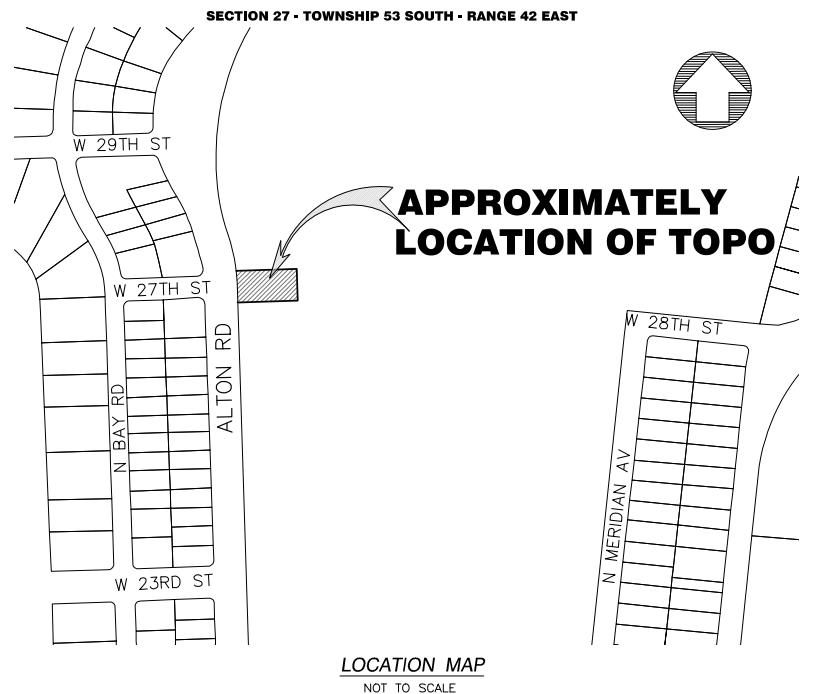 SECTION 27 - TOWNSHIP 53 SOUTH - RANGE 42 EAST
W 29TH ST
APPROXIMATELY
LOCATION OF TOPO
W 27TH ST
W 28TH ST
ALTON RD
N BAY RD
N MERIDIAN AV
W 23RD ST
LOCATION MAP
NOT TO SCALE